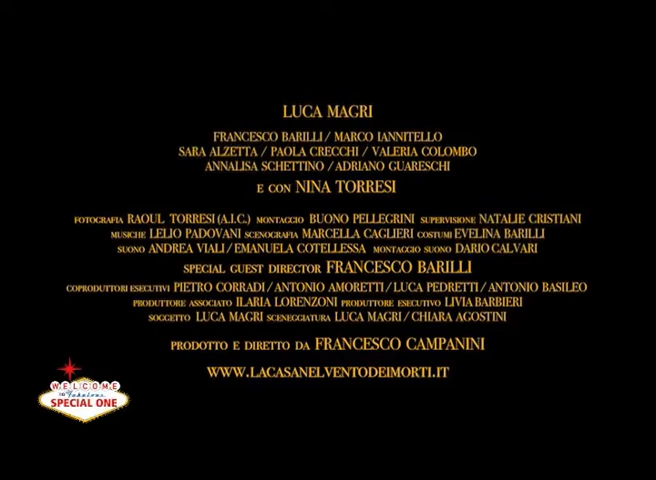 LUCA MAGRI
FRANCESCO BARILLI / MARCO IANNITELLO
SARA ALZETTA / PAOLA CRECCHI / VALERIA COLOMBO
ANNALISA SCHETTINO / ADRIANO GUARESCHI
E CON NINA TORRESI
FOTOGRAFIA RAOUL TORRESI (A.I.C.) MONTAGGIO BUONO PELLEGRINI SUPERVISIONE NATALIE CRISTIANI
MUSICHE LELIO PADOVANI SCENOGRAFIA MARCELLA CAGLIERI COSTUMI EVELINA BARILLI
SUONO ANDREA VIALI / EMANUELA COTELLESSA MONTAGGIO SUONO DARIO CALVARI
SPECIAL GUEST DIRECTOR FRANCESCO BARILLI
COPRODUTTORI ESECUTIVI PIETRO CORRADI / ANTONIO AMORETTI / LUCA PEDRETTI / ANTONIO BASILEO
PRODUTTORE ASSOCIATO ILARIA LORENZONI PRODUTTORE ESECUTIVO LIVIA BARBIERI
SOGGETTO LUCA MAGRI SCENEGGIATURA LUCA MAGRI / CHIARA AGOSTINI
PRODOTTO E DIRETTO DA FRANCESCO CAMPANINI
WWW.LACASANELVENTODEIMORTI.IT
WELCOME
TO Fabulous
SPECIAL ONE